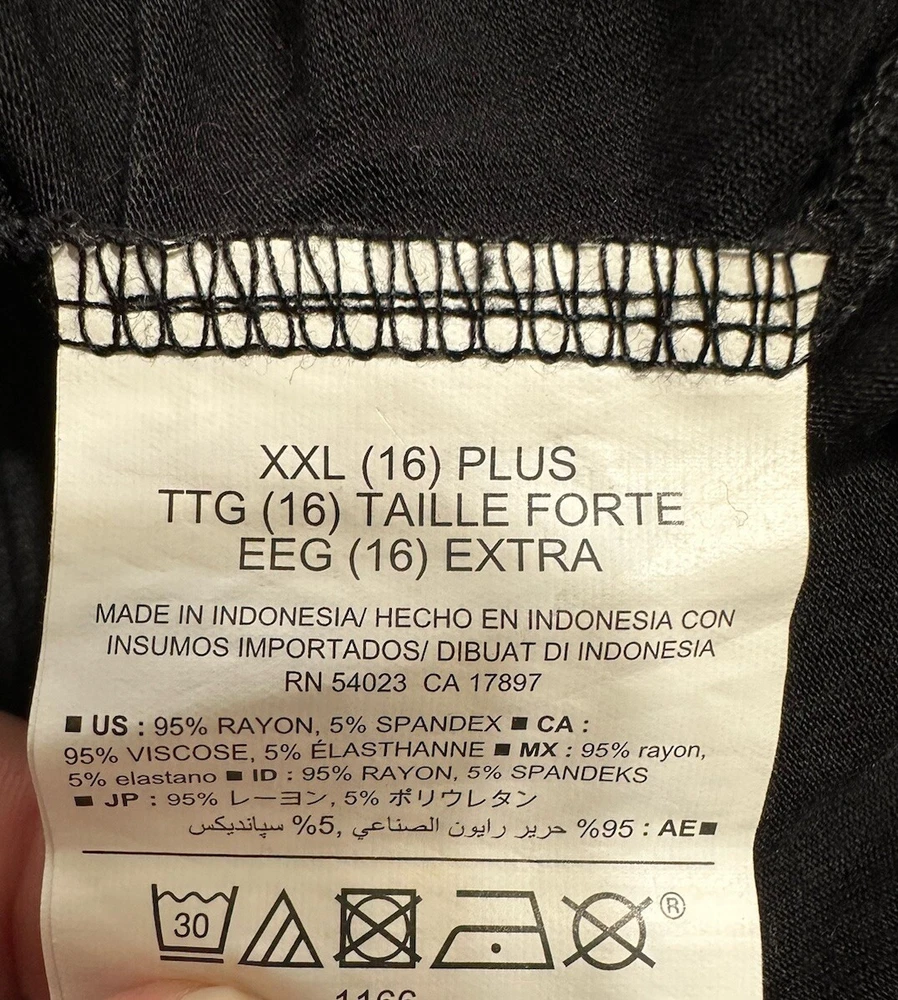 XXL (16) PLUS
TTG (16) TAILLE FORTE
EEG (16) EXTRA
MADE IN INDONESIA/ HECHO EN INDONESIA CON
INSUMOS IMPORTADOS/ DIBUAT DI INDONESIA
RN 54023 CA 17897
■ US : 95% RAYON, 5% SPANDEX ■ CA :
95% VISCOSE, 5% ÉLASTHANNE ■ MX : 95% rayon,
5% elastano ■ ID : 95% RAYON, 5% SPANDEKS
■ JP : 95% レーヨン, 5% ポリウレタン
■AE : 95% حرير رايون الصناعي, 5% سپانديكس
30
®